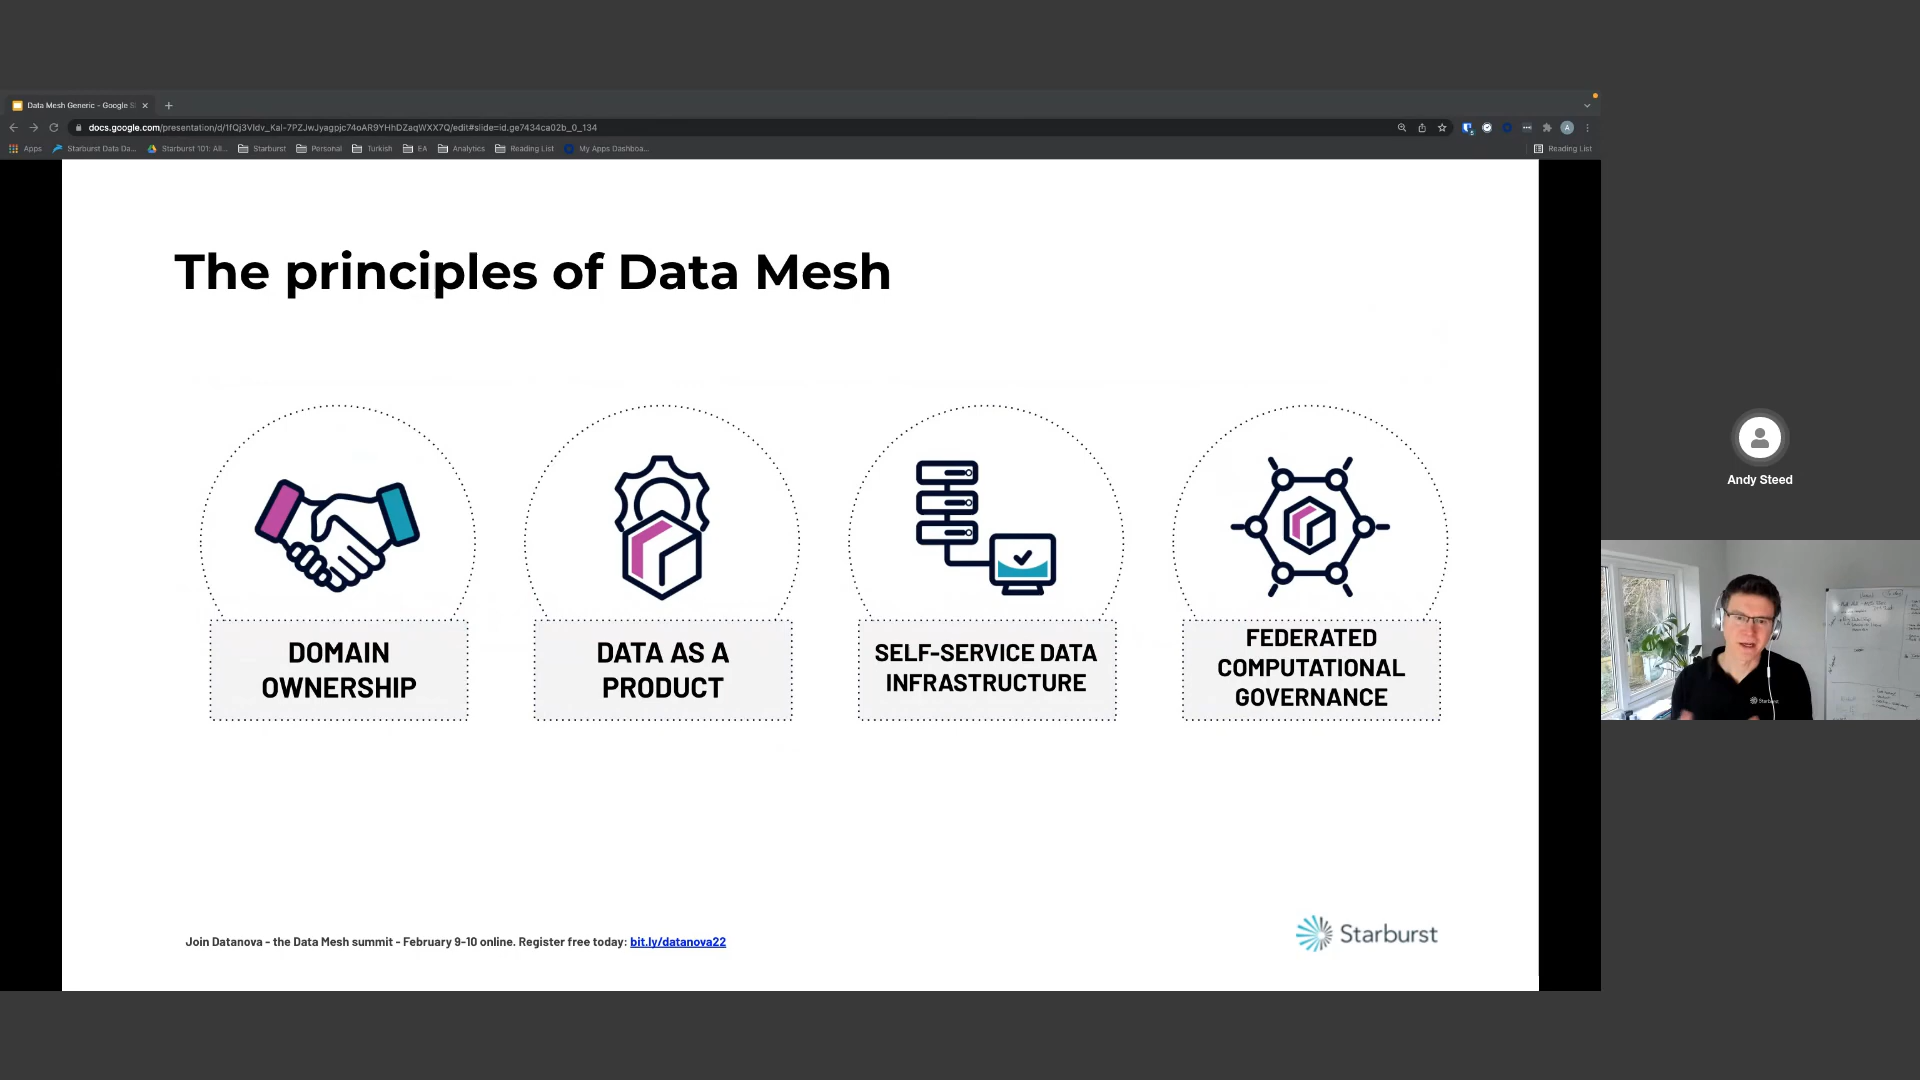 Data Mesh Generic - Google S
docs.google.com/presentation/d/1fQj3VIdv_KaI-7PZJwJyagpjc74oAR9YHhDZaqWXX7Q/edit#slide=id.ge7434ca02b_0_134
Apps Starburst Data Da... Starburst 101: All... Starburst Personal Turkish EA Analytics Reading List My Apps Dashboa... Reading List
The principles of Data Mesh
DOMAIN
OWNERSHIP
DATA AS A
PRODUCT
SELF-SERVICE DATA
INFRASTRUCTURE
FEDERATED
COMPUTATIONAL
GOVERNANCE
Join Datanova - the Data Mesh summit - February 9-10 online. Register free today: bit.ly/datanova22
Starburst
Andy Steed
Starburst